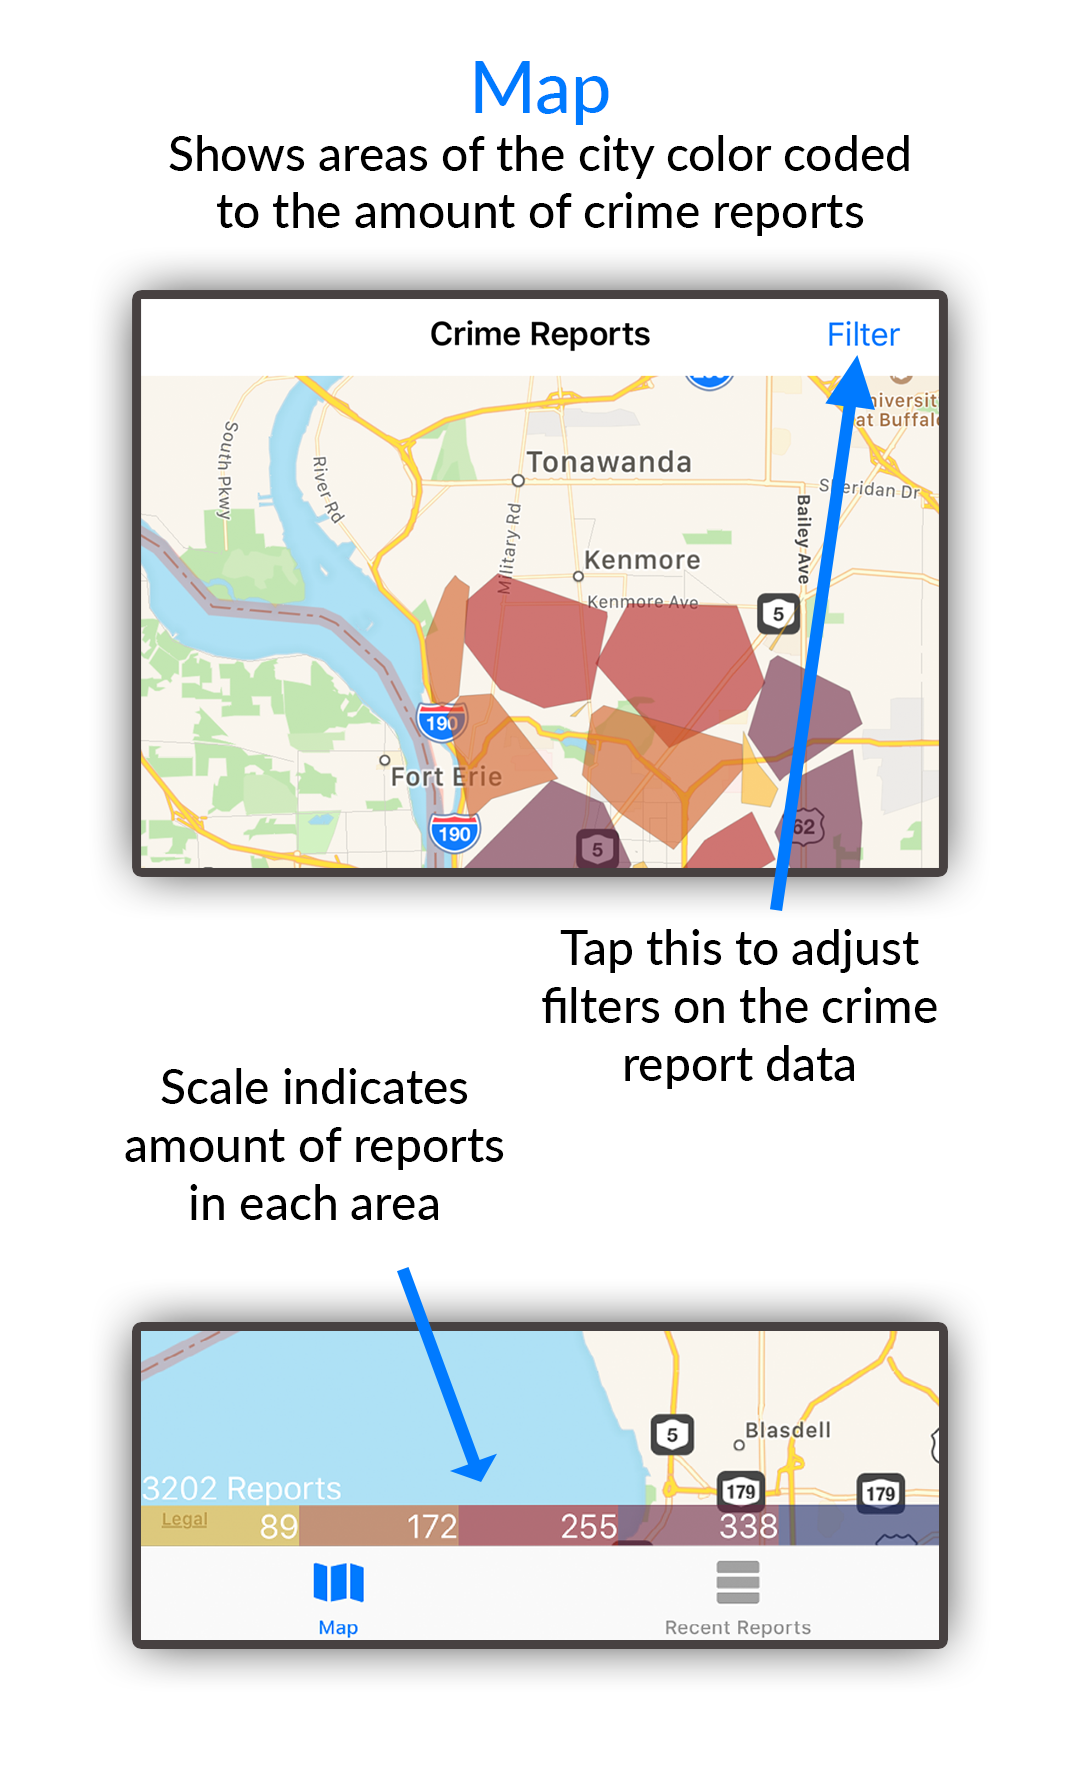 Map
Shows areas of the city color coded
to the amount of crime reports
Crime Reports
Filter
at Buffalo
South Pkwy
River Rd
Tonawanda
Sheridan Dr
Military Rd
Bailey Ave
Kenmore
Kenmore Ave
5
190
Fort Erie
190
5
62
Tap this to adjust
filters on the crime
report data
Scale indicates
amount of reports
in each area
5
Blasdell
179
179
3202 Reports
Legal
89
172
255
338
Map
Recent Reports